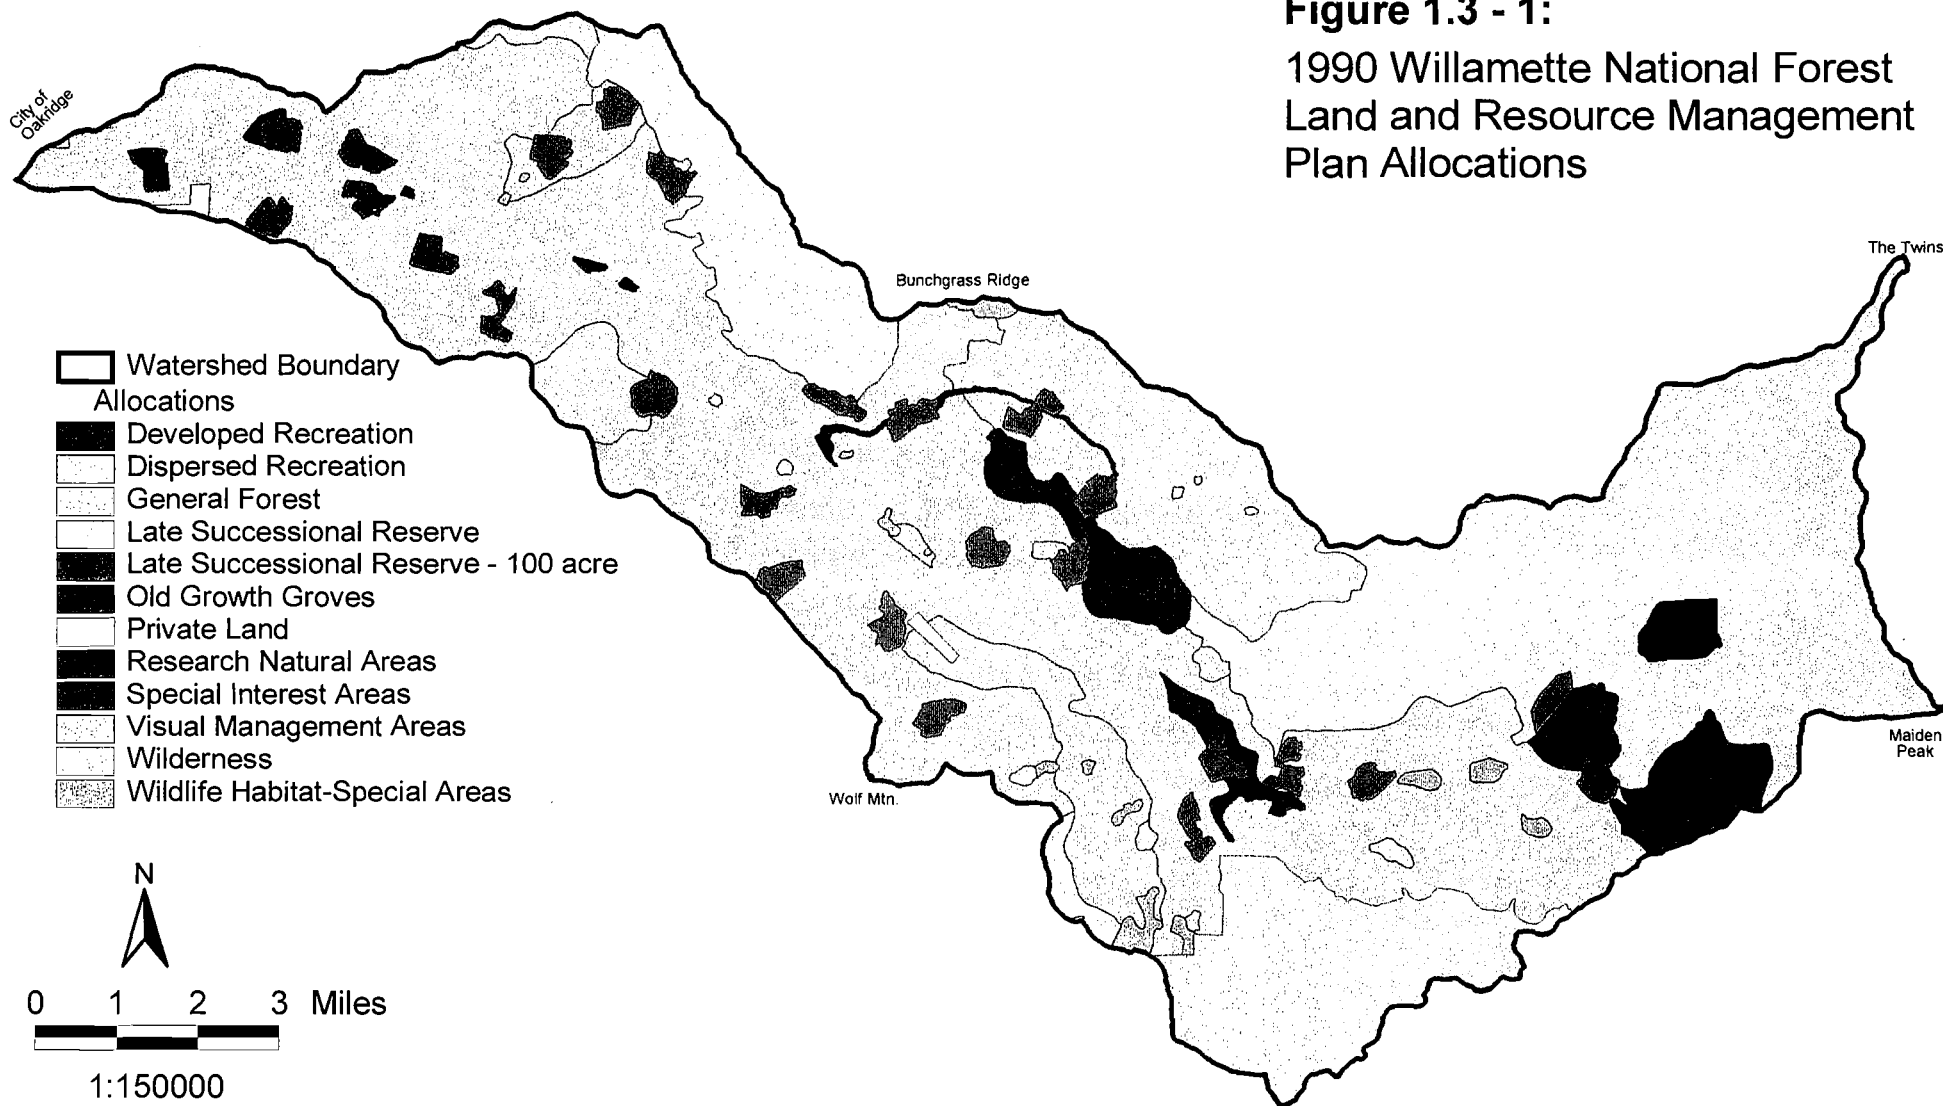 Figure 1.3 - 1:
1990 Willamette National Forest
Land and Resource Management
Plan Allocations
City of
Oakridge
The Twins
Bunchgrass Ridge
Watershed Boundary
Allocations
Developed Recreation
Dispersed Recreation
General Forest
Late Successional Reserve
Late Successional Reserve - 100 acre
Old Growth Groves
Private Land
Research Natural Areas
Special Interest Areas
Visual Management Areas
Wilderness
Wildlife Habitat-Special Areas
Maiden
Peak
Wolf Mtn.
N
0 1 2 3 Miles
1:150000